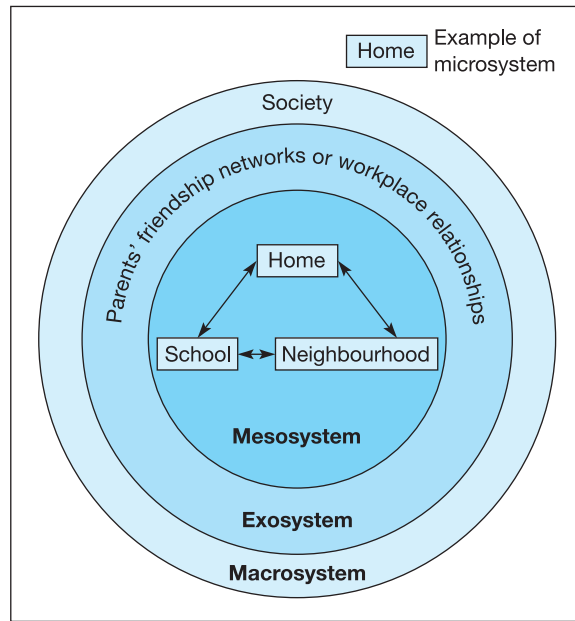 Home
Example of
microsystem
Society
Parents’ friendship networks or workplace relationships
Home
School
Neighbourhood
Mesosystem
Exosystem
Macrosystem